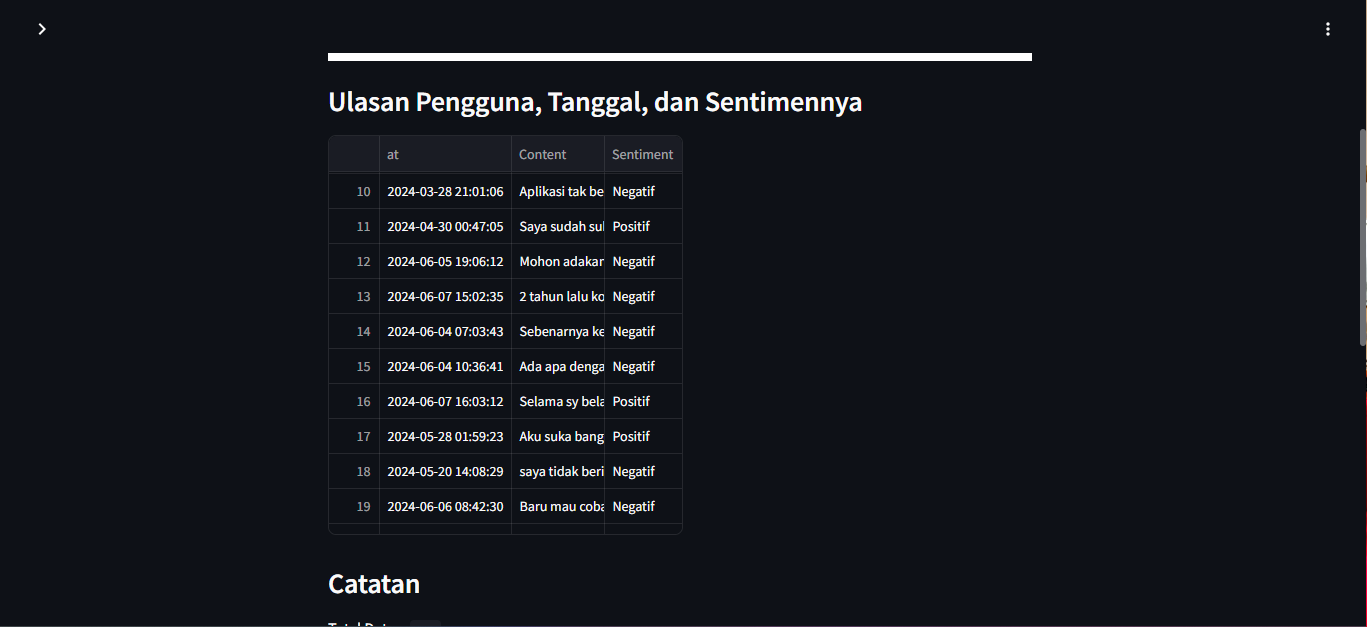 Ulasan Pengguna, Tanggal, dan Sentimennya
at Content Sentiment
10 2024-03-28 21:01:06 Aplikasi tak be Negatif
11 2024-04-30 00:47:05 Saya sudah sul Positif
12 2024-06-05 19:06:12 Mohon adakan Negatif
13 2024-06-07 15:02:35 2 tahun lalu ko Negatif
14 2024-06-04 07:03:43 Sebenarnya ke Negatif
15 2024-06-04 10:36:41 Ada apa denga Negatif
16 2024-06-07 16:03:12 Selama sy bela Positif
17 2024-05-28 01:59:23 Aku suka bang Positif
18 2024-05-20 14:08:29 saya tidak beri Negatif
19 2024-06-06 08:42:30 Baru mau coba Negatif
Catatan